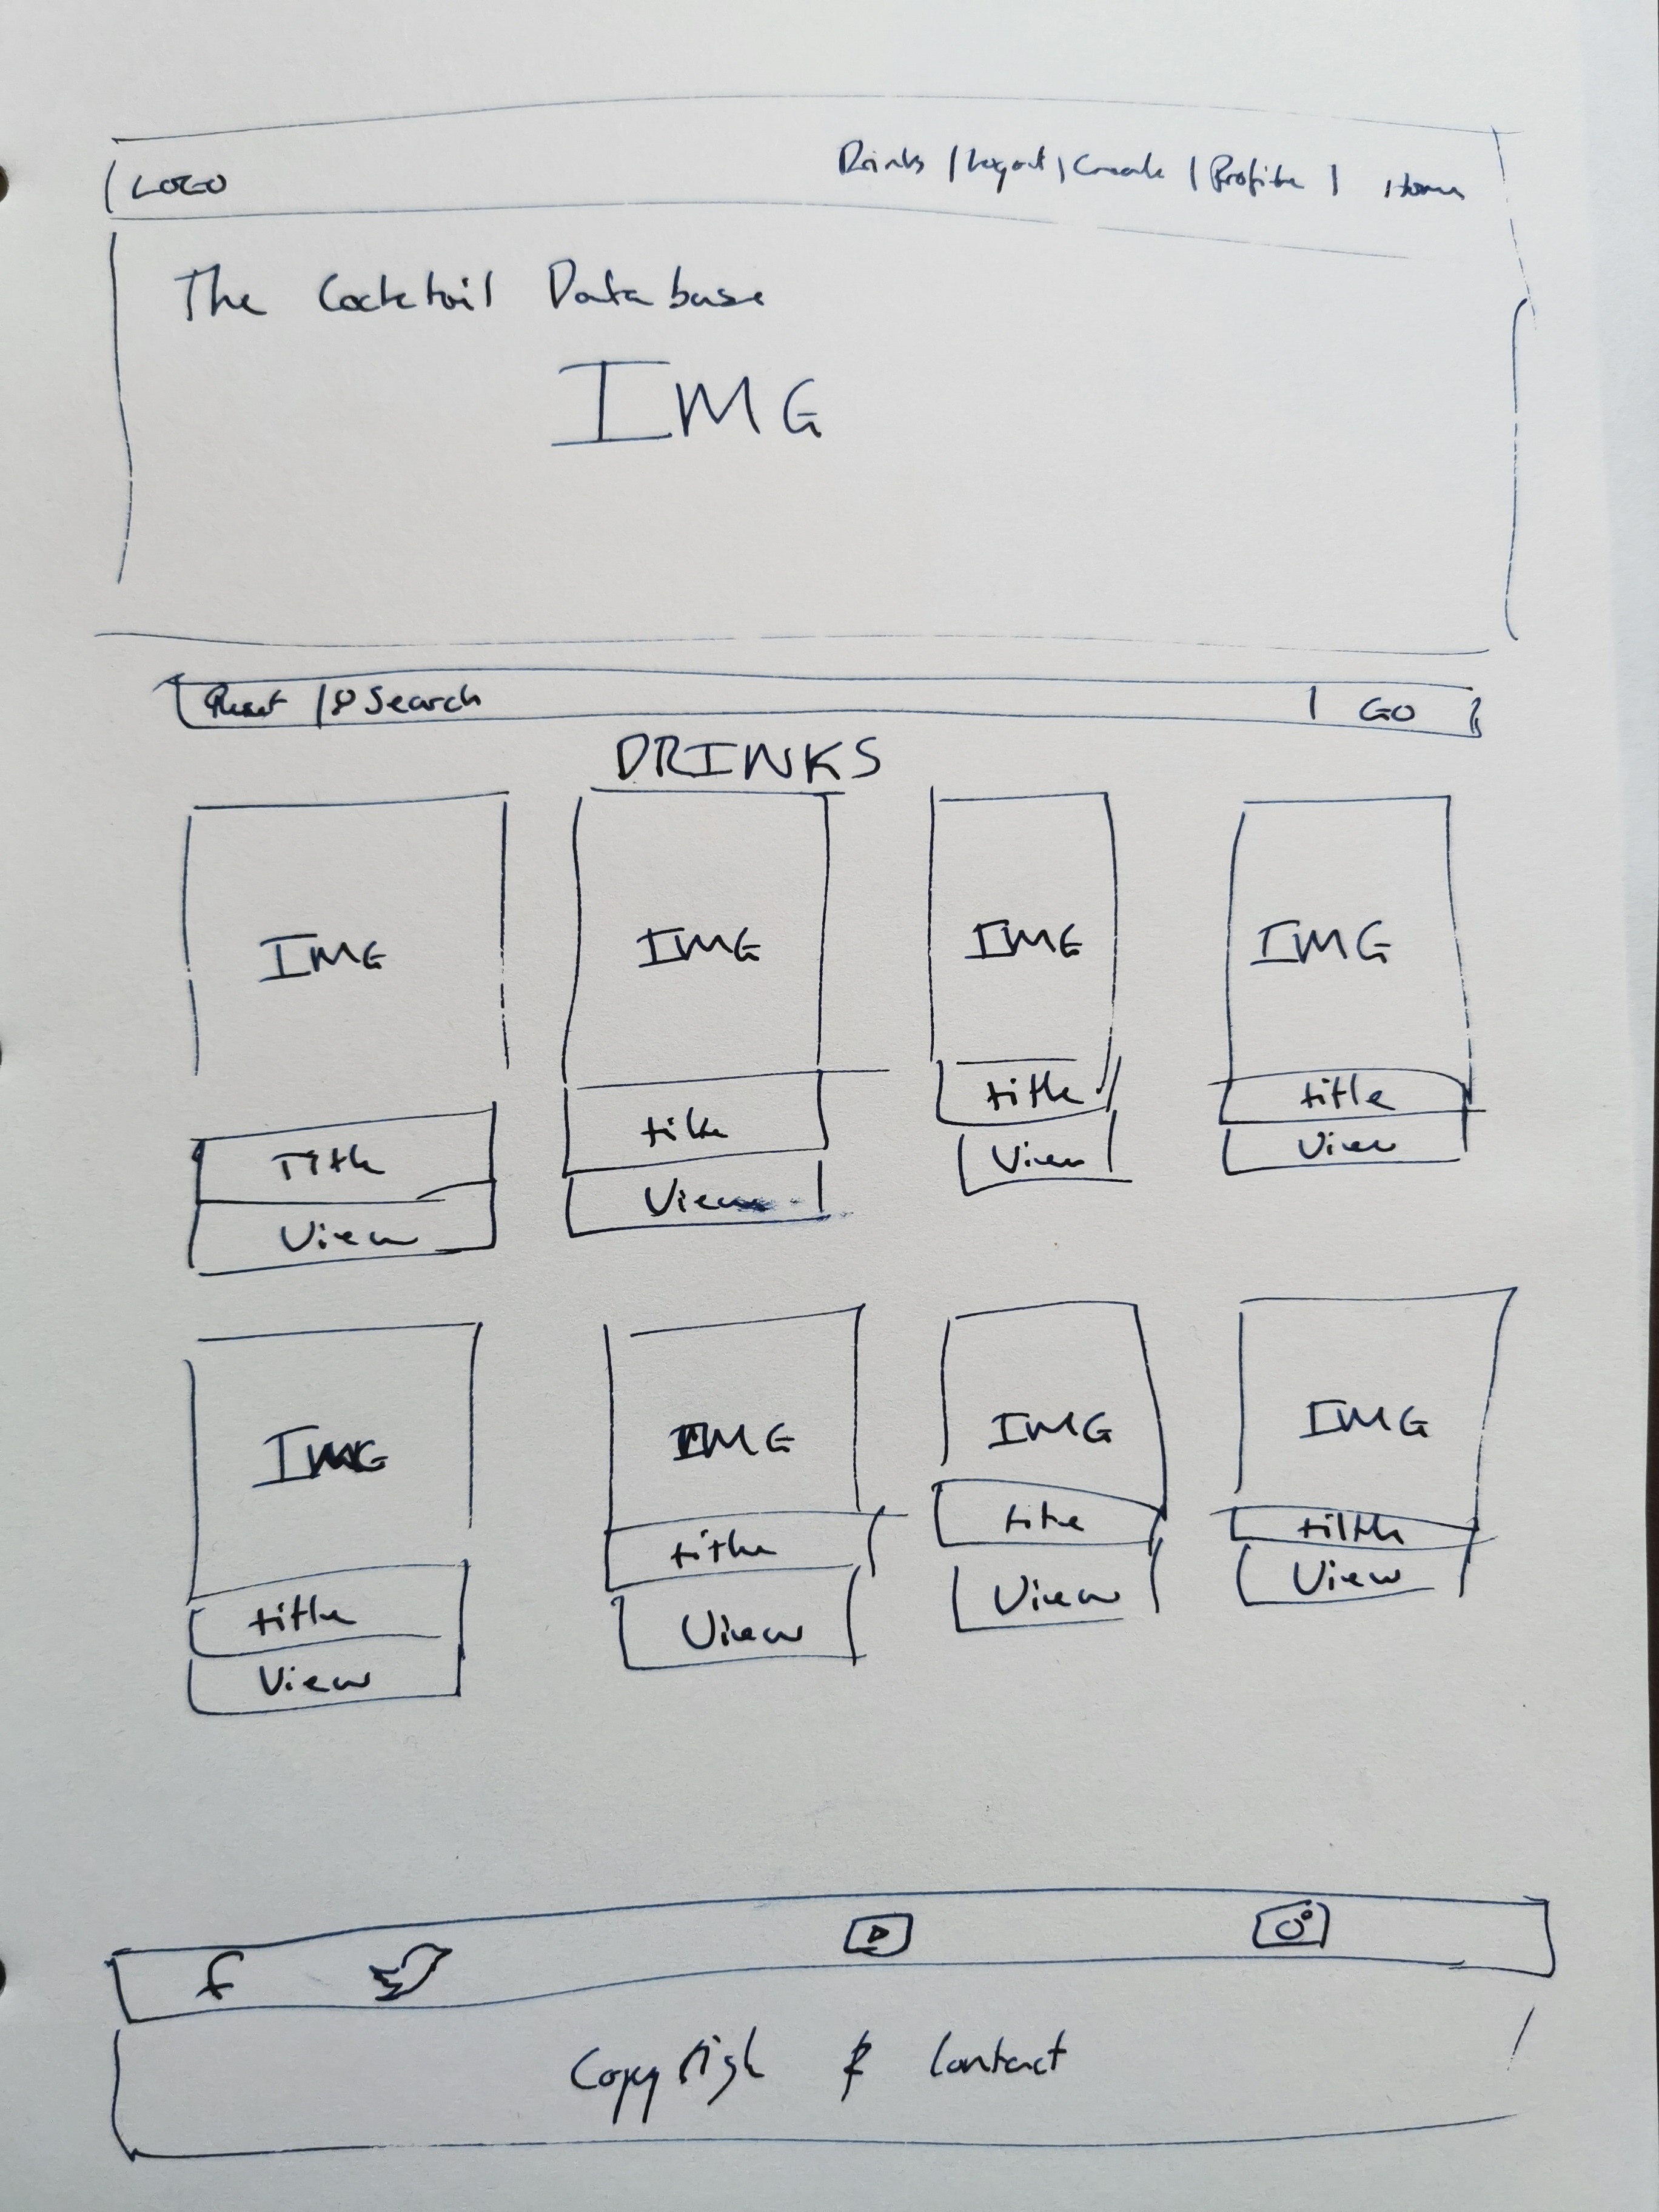 LOGO Drinks | Logout | Create | Profile | Home
The Cocktail Database
IMG
Reset | Search | GO
DRINKS
IMG IMG IMG IMG
Title title title title
View View View View
IMG IMG IMG IMG
title title title title
View View View View
f
Copyrigh & Contact